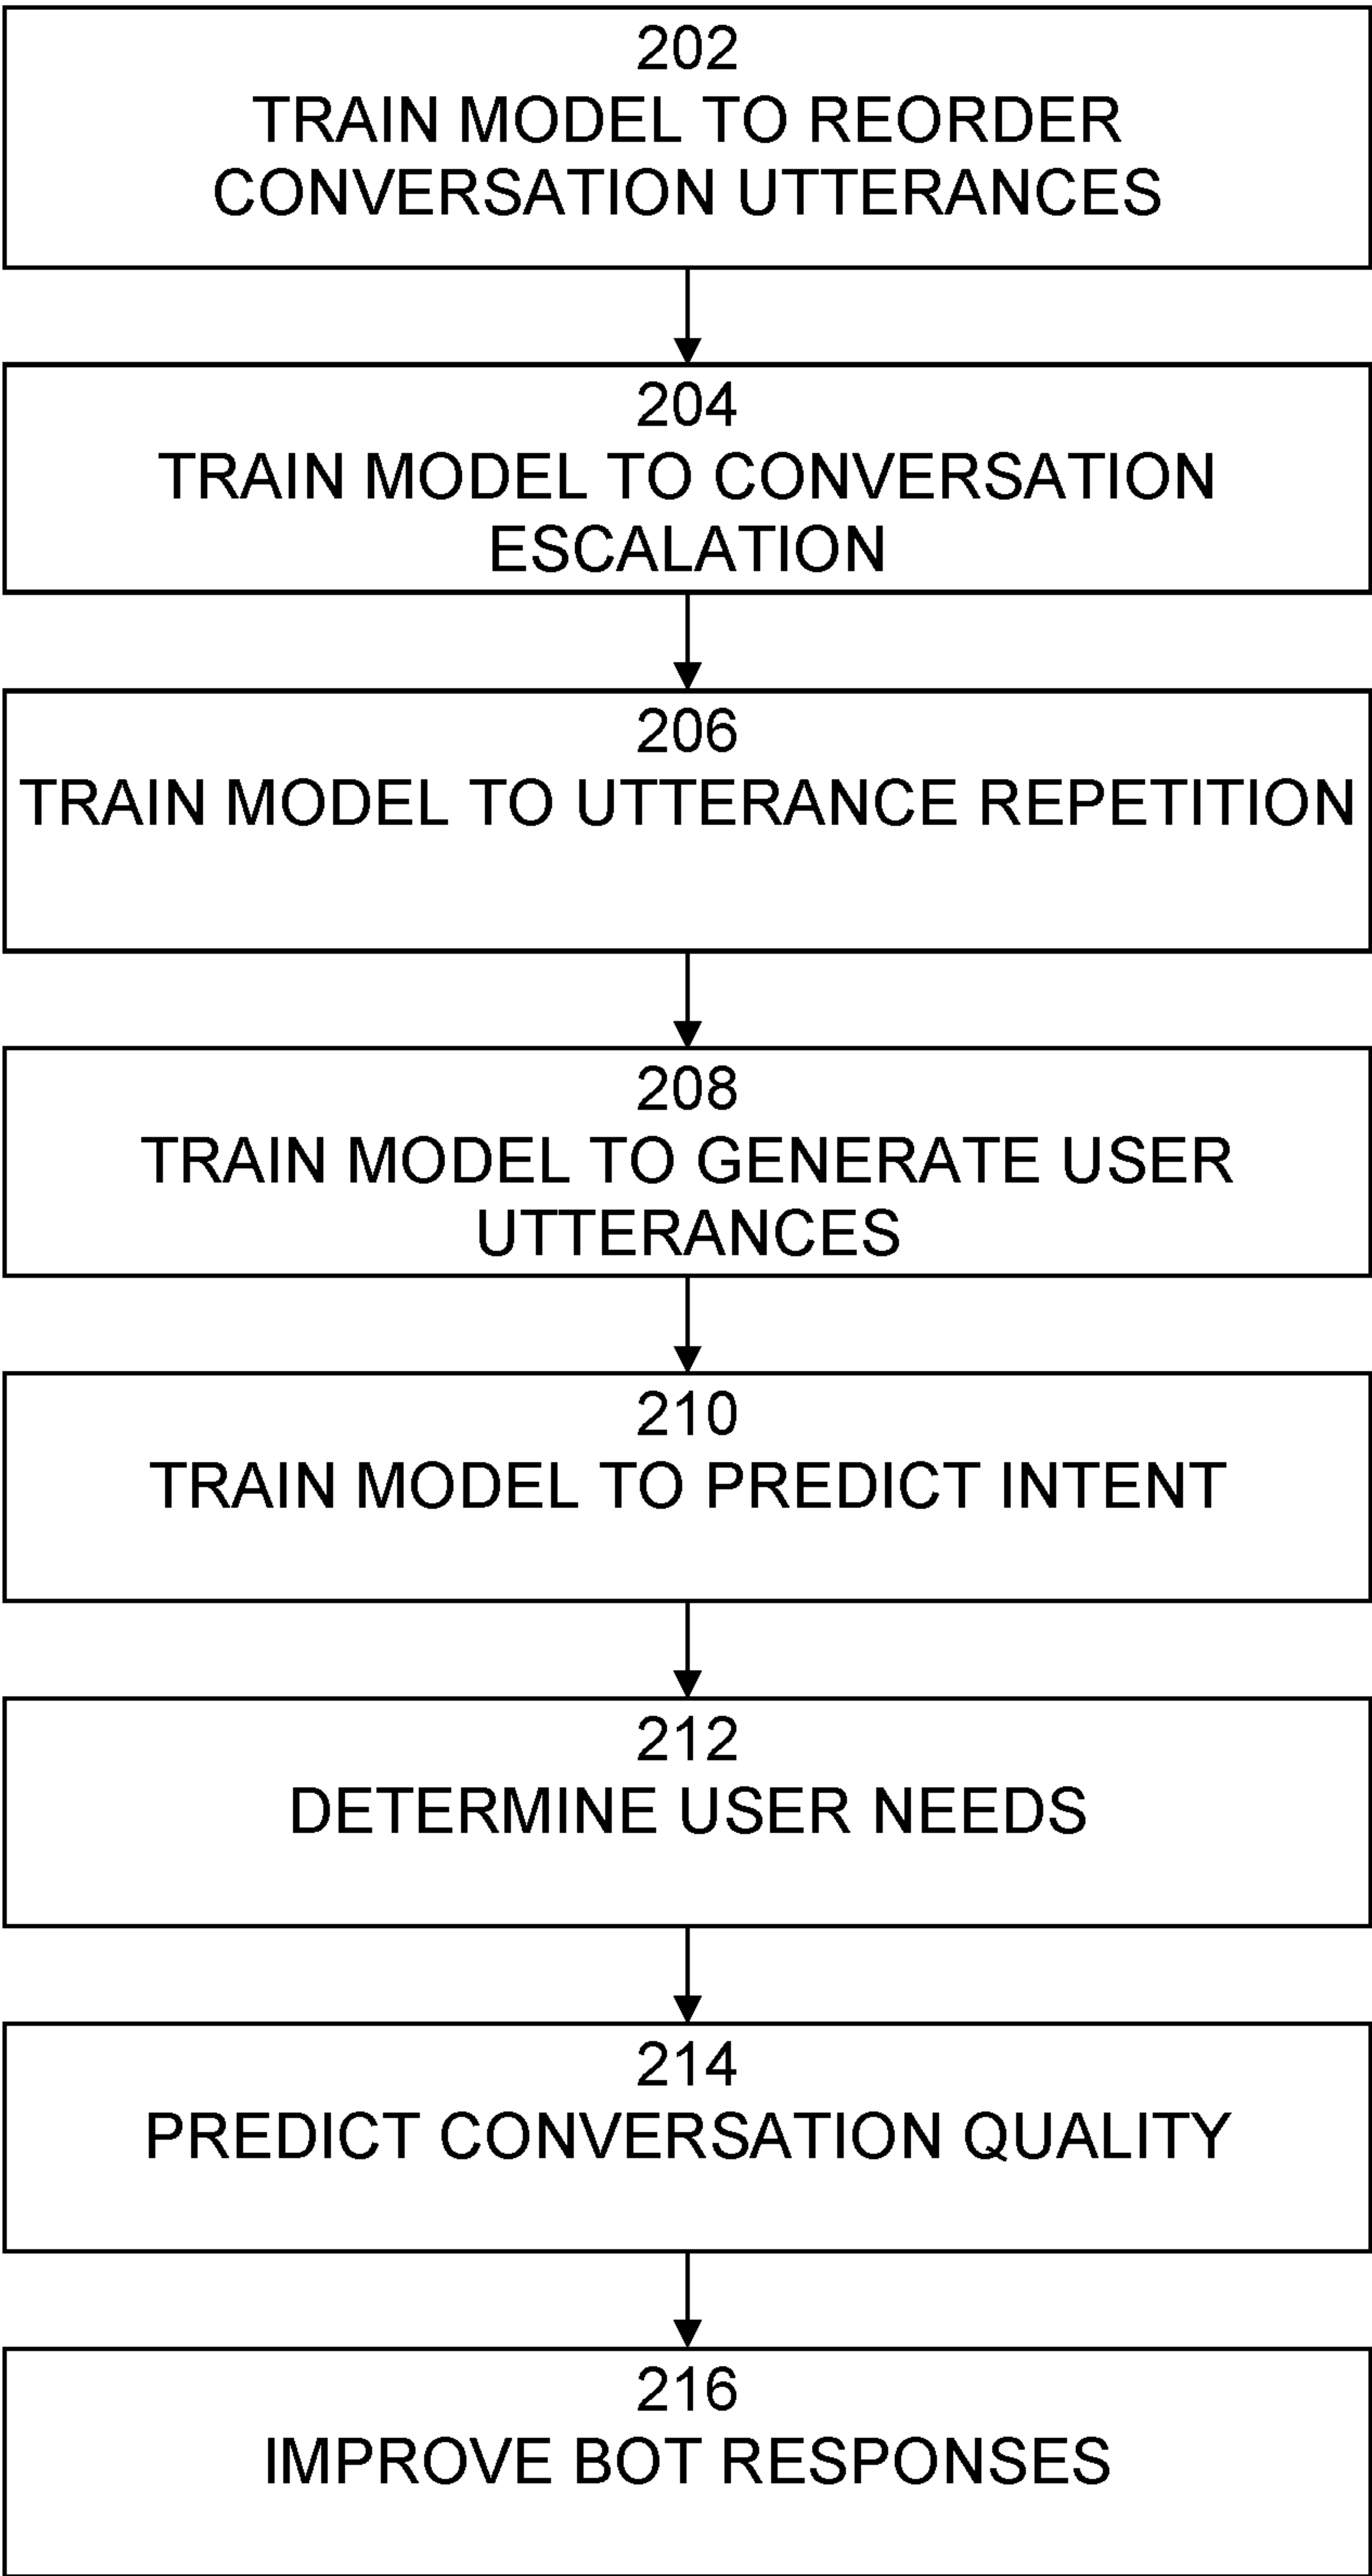 202
TRAIN MODEL TO REORDER
CONVERSATION UTTERANCES
204
TRAIN MODEL TO CONVERSATION
ESCALATION
206
TRAIN MODEL TO UTTERANCE REPETITION
208
TRAIN MODEL TO GENERATE USER
UTTERANCES
210
TRAIN MODEL TO PREDICT INTENT
212
DETERMINE USER NEEDS
214
PREDICT CONVERSATION QUALITY
216
IMPROVE BOT RESPONSES